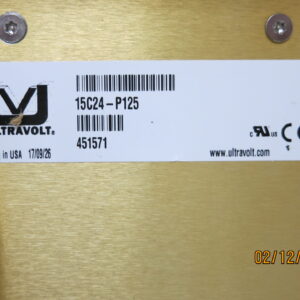 15C24-P125
ULTRAVOLT®
IN USA 17/09/26
451571
www.ultravolt.com
02/12/